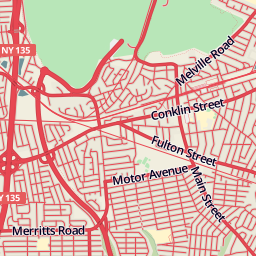 NY 135
Melville Road
Conklin Street
Fulton Street
Motor Avenue
Main Street
NY 135
Merritts Road